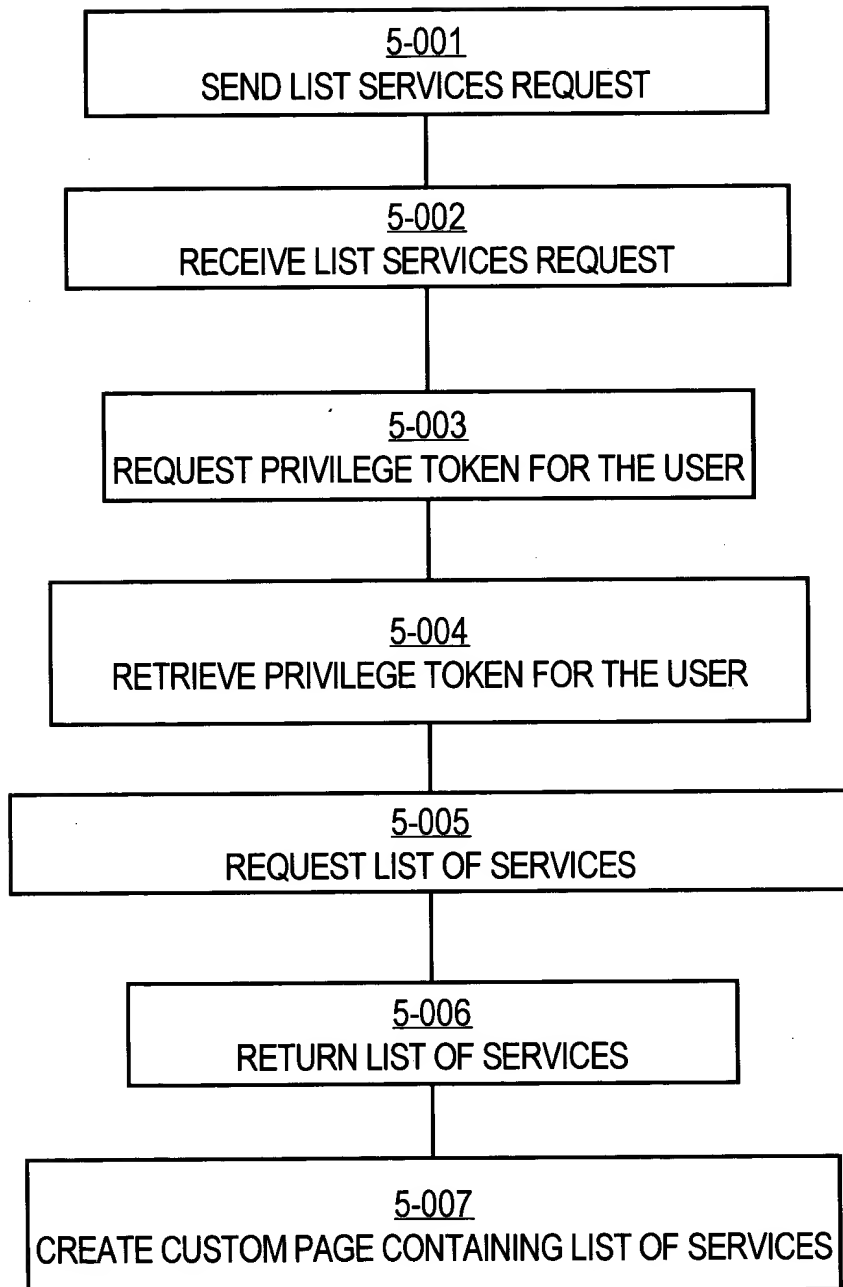 5-001
SEND LIST SERVICES REQUEST
5-002
RECEIVE LIST SERVICES REQUEST
5-003
REQUEST PRIVILEGE TOKEN FOR THE USER
5-004
RETRIEVE PRIVILEGE TOKEN FOR THE USER
5-005
REQUEST LIST OF SERVICES
5-006
RETURN LIST OF SERVICES
5-007
CREATE CUSTOM PAGE CONTAINING LIST OF SERVICES